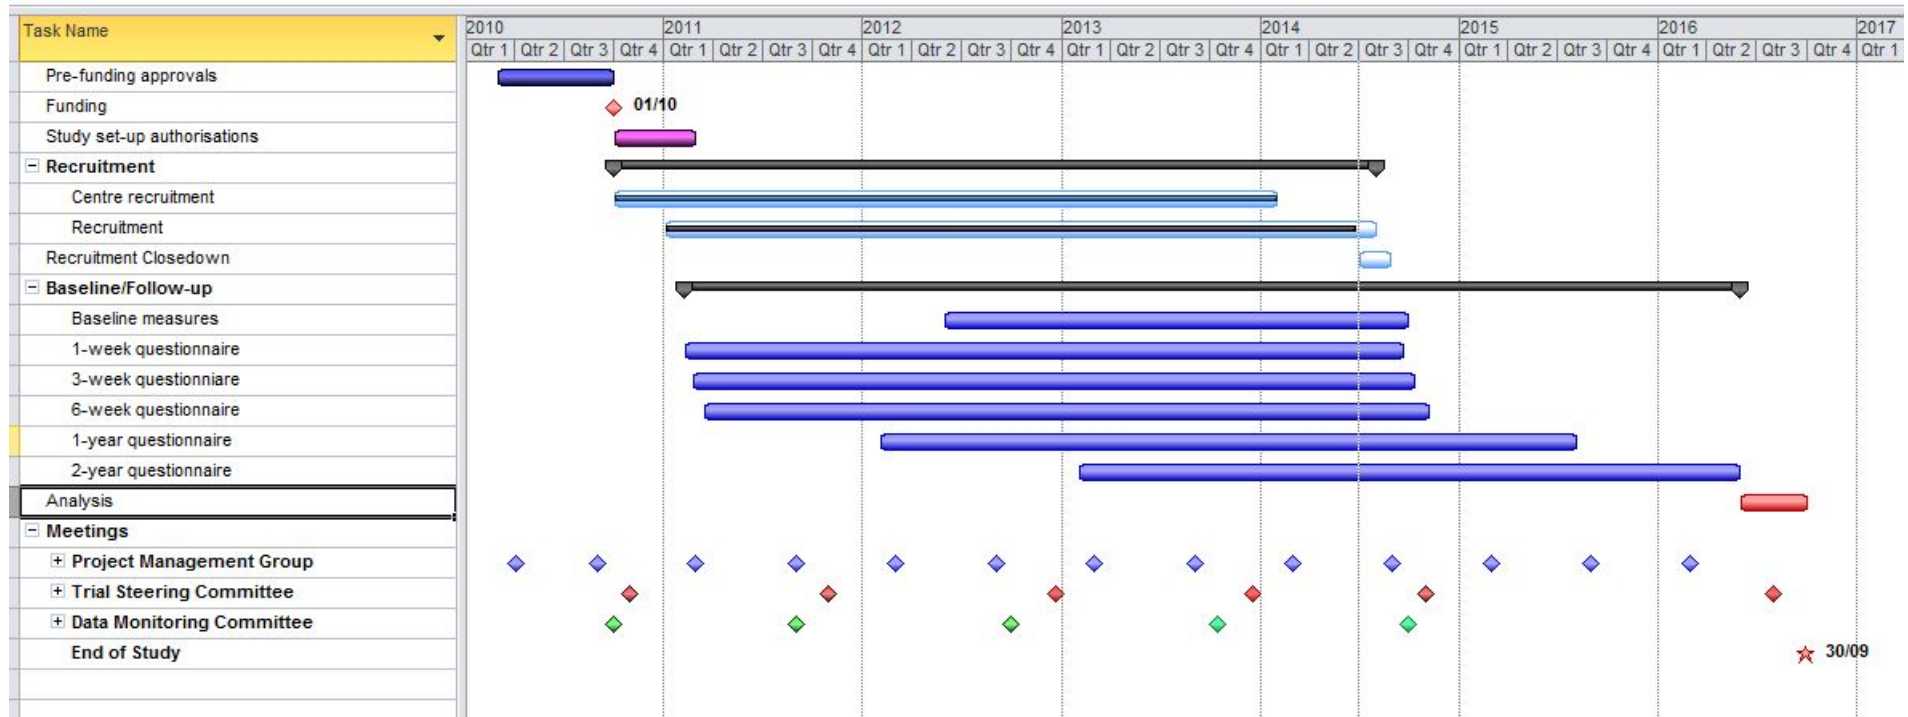 Task Name
2010 2011 2012 2013 2014 2015 2016 2017
Qtr 1 Qtr 2 Qtr 3 Qtr 4 Qtr 1 Qtr 2 Qtr 3 Qtr 4 Qtr 1 Qtr 2 Qtr 3 Qtr 4 Qtr 1 Qtr 2 Qtr 3 Qtr 4 Qtr 1 Qtr 2 Qtr 3 Qtr 4 Qtr 1 Qtr 2 Qtr 3 Qtr 4 Qtr 1 Qtr 2 Qtr 3 Qtr 4 Qtr 1
Pre-funding approvals
Funding 01/10
Study set-up authorisations
Recruitment
Centre recruitment
Recruitment
Recruitment Closedown
Baseline/Follow-up
Baseline measures
1-week questionnaire
3-week questionniare
6-week questionnaire
1-year questionnaire
2-year questionnaire
Analysis
Meetings
Project Management Group
Trial Steering Committee
Data Monitoring Committee
End of Study 30/09